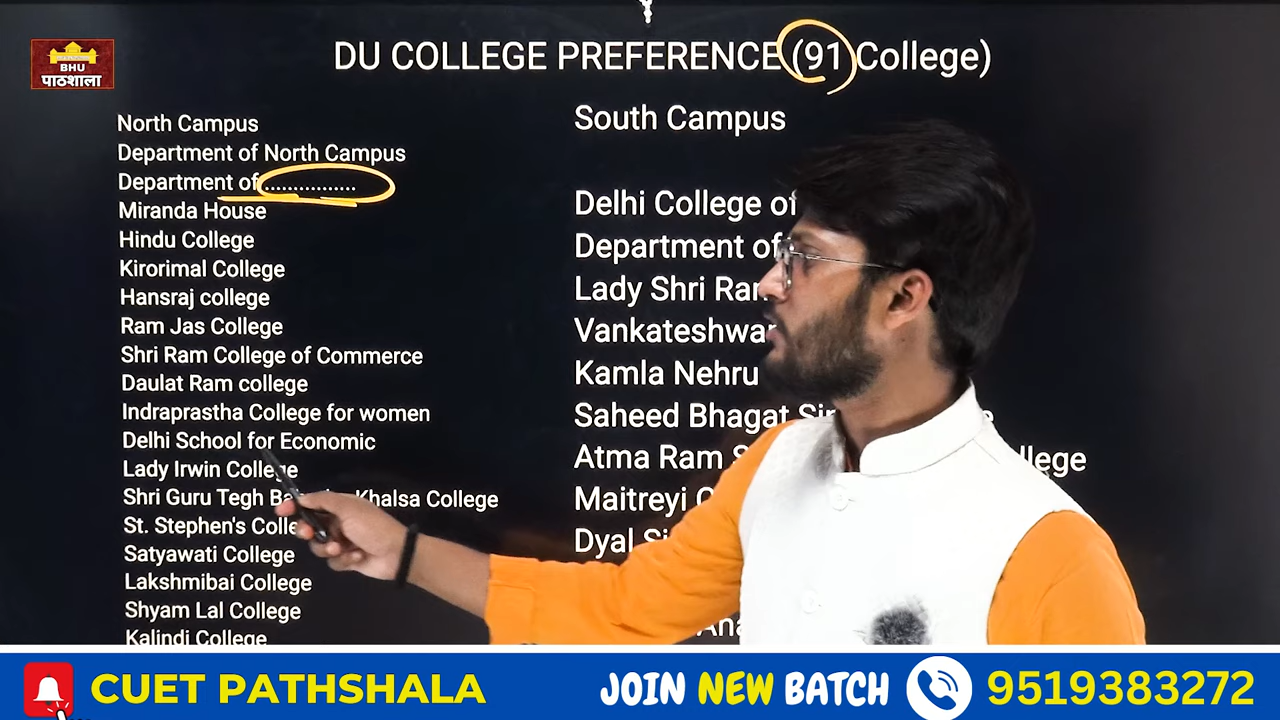 BHU
पाठशाला
DU COLLEGE PREFERENCE (91 College)
North Campus
Department of North Campus
Department of................
Miranda House
Hindu College
Kirorimal College
Hansraj college
Ram Jas College
Shri Ram College of Commerce
Daulat Ram college
Indraprastha College for women
Delhi School for Economic
Lady Irwin College
Shri Guru Tegh Khalsa College
St. Stephen's
Satyawati College
Lakshmibai College
Shyam Lal College
Kalindi College
South Campus
Delhi College of
Department of
Lady Shri
Vankateshwar
Kamla Nehru
Saheed Bhagat
Atma Ram
Maitreyi
Dyal
CUET PATHSHALA
JOIN NEW BATCH
9519383272